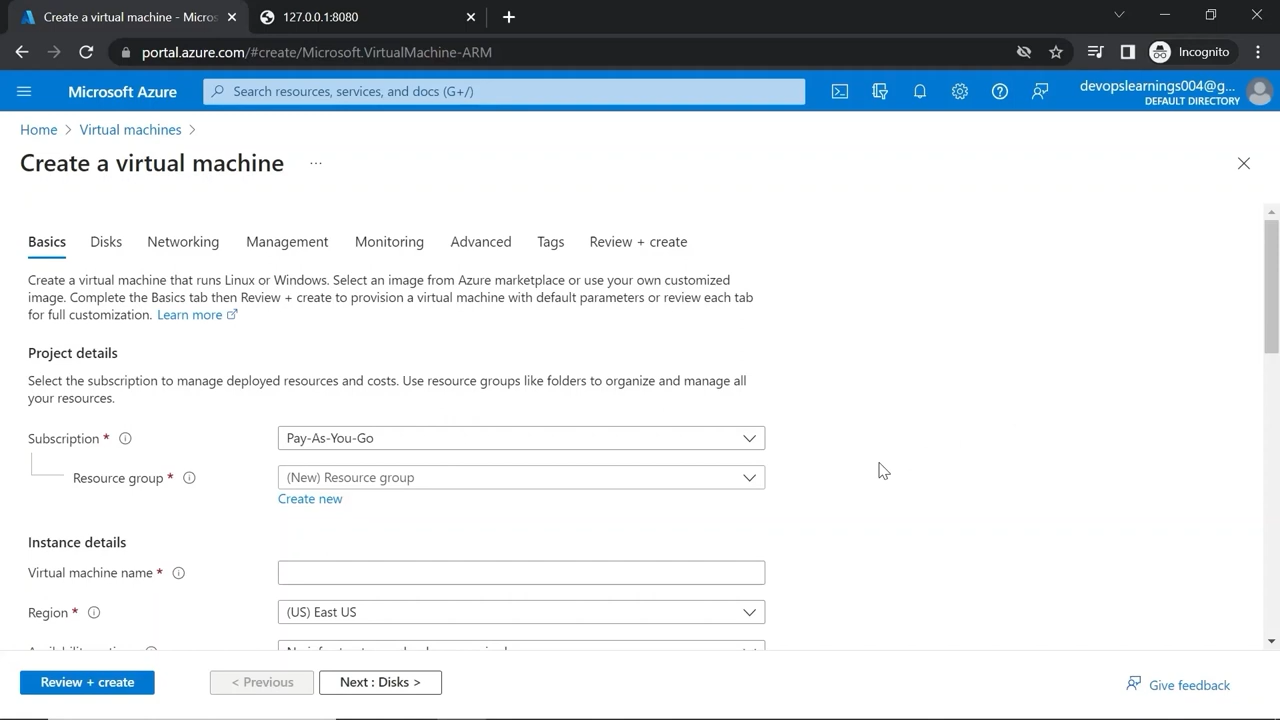 Create a virtual machine - Micros
127.0.0.1:8080
portal.azure.com/#create/Microsoft.VirtualMachine-ARM
Incognito
Microsoft Azure
Search resources, services, and docs (G+/)
devopslearnings004@g...
DEFAULT DIRECTORY
Home > Virtual machines >
Create a virtual machine ...
Basics Disks Networking Management Monitoring Advanced Tags Review + create
Create a virtual machine that runs Linux or Windows. Select an image from Azure marketplace or use your own customized
image. Complete the Basics tab then Review + create to provision a virtual machine with default parameters or review each tab
for full customization. Learn more
Project details
Select the subscription to manage deployed resources and costs. Use resource groups like folders to organize and manage all
your resources.
Subscription *
Pay-As-You-Go
Resource group *
(New) Resource group
Create new
Instance details
Virtual machine name *
Region *
(US) East US
Review + create
< Previous
Next : Disks >
Give feedback